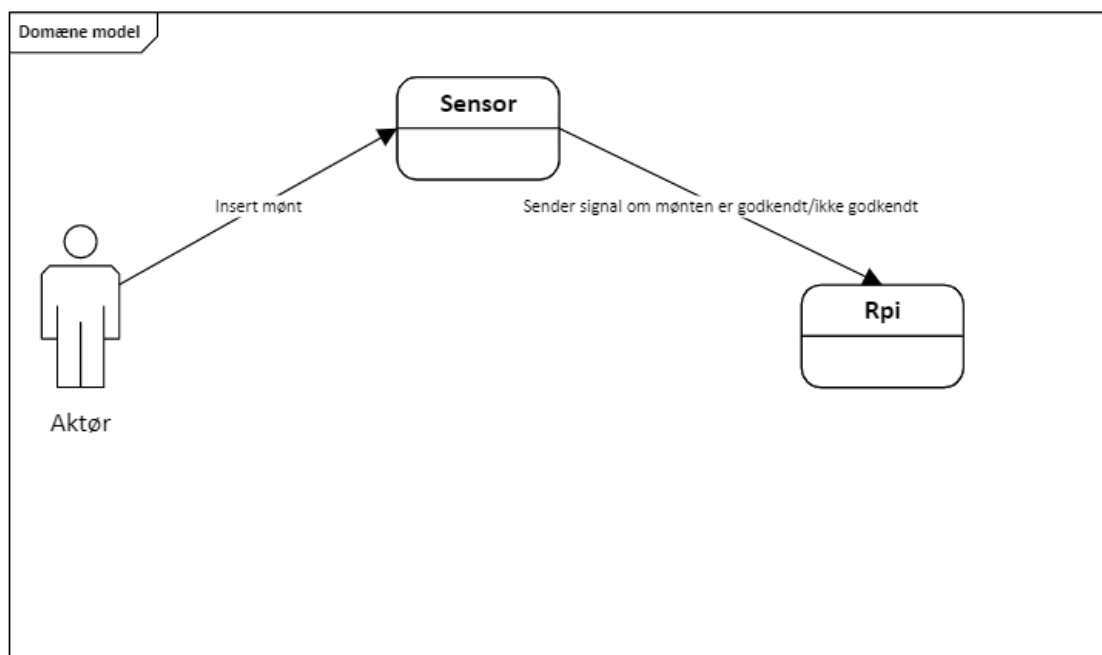 Domæne model
Sensor
Insert mønt
Sender signal om mønten er godkendt/ikke godkendt
Rpi
Aktør